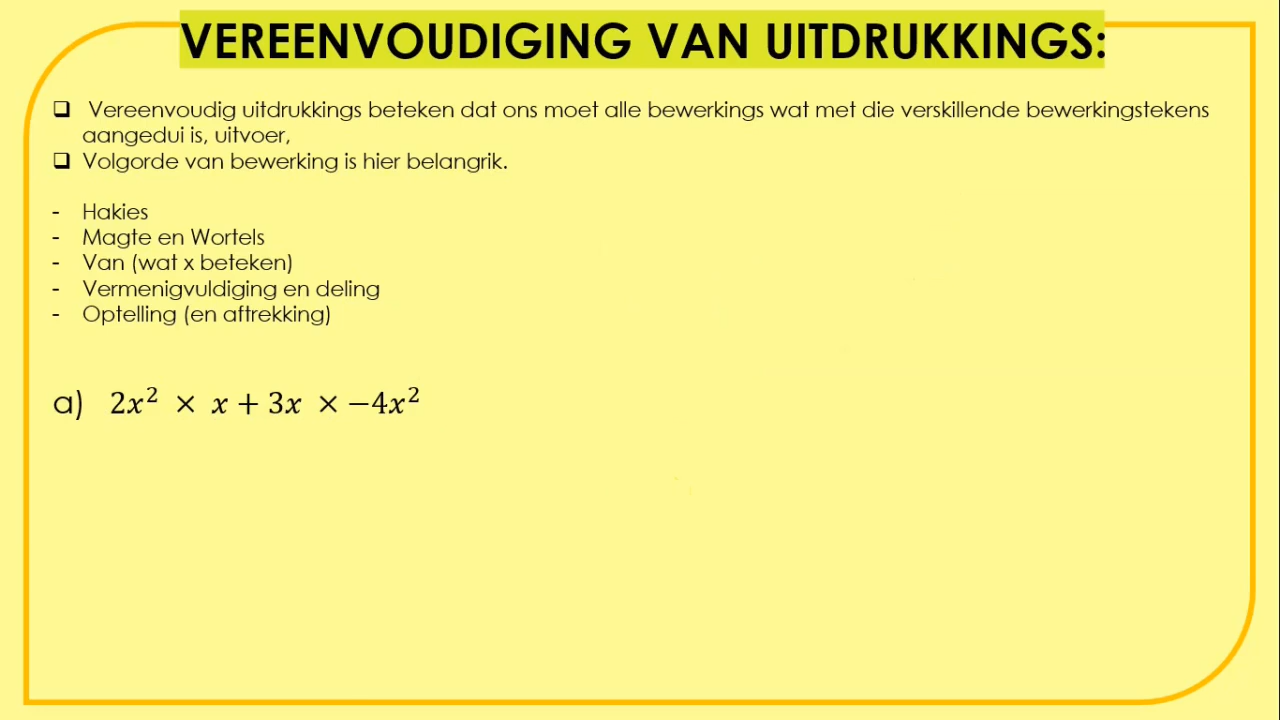 VEREENVOUDIGING VAN UITDRUKKINGS:
❑ Vereenvoudig uitdrukkings beteken dat ons moet alle bewerkings wat met die verskillende bewerkingstekens
aangedui is, uitvoer,
❑ Volgorde van bewerking is hier belangrik.
- Hakies
- Magte en Wortels
- Van (wat x beteken)
- Vermenigvuldiging en deling
- Optelling (en aftrekking)
a) 2x² × x + 3x × −4x²